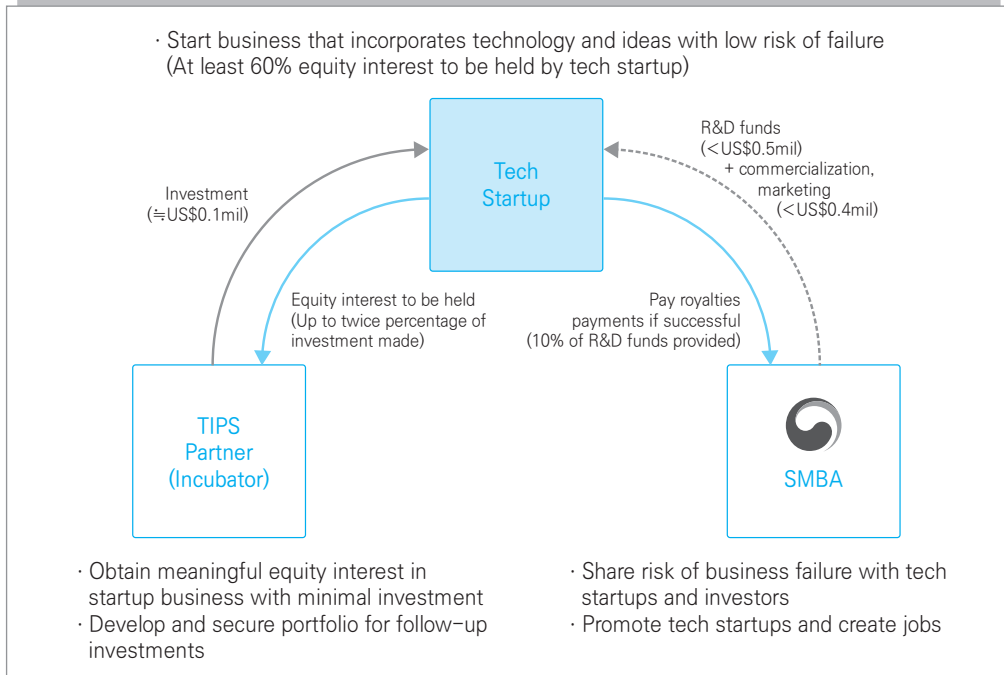 · Start business that incorporates technology and ideas with low risk of failure
(At least 60% equity interest to be held by tech startup)
Tech
Startup
Investment
(≒US$0.1mil)
R&D funds
(<US$0.5mil)
+ commercialization,
marketing
(<US$0.4mil)
Equity interest to be held
(Up to twice percentage of
investment made)
Pay royalties
payments if successful
(10% of R&D funds provided)
TIPS
Partner
(Incubator)
SMBA
· Obtain meaningful equity interest in
startup business with minimal investment
· Develop and secure portfolio for follow-up
investments
· Share risk of business failure with tech
startups and investors
· Promote tech startups and create jobs